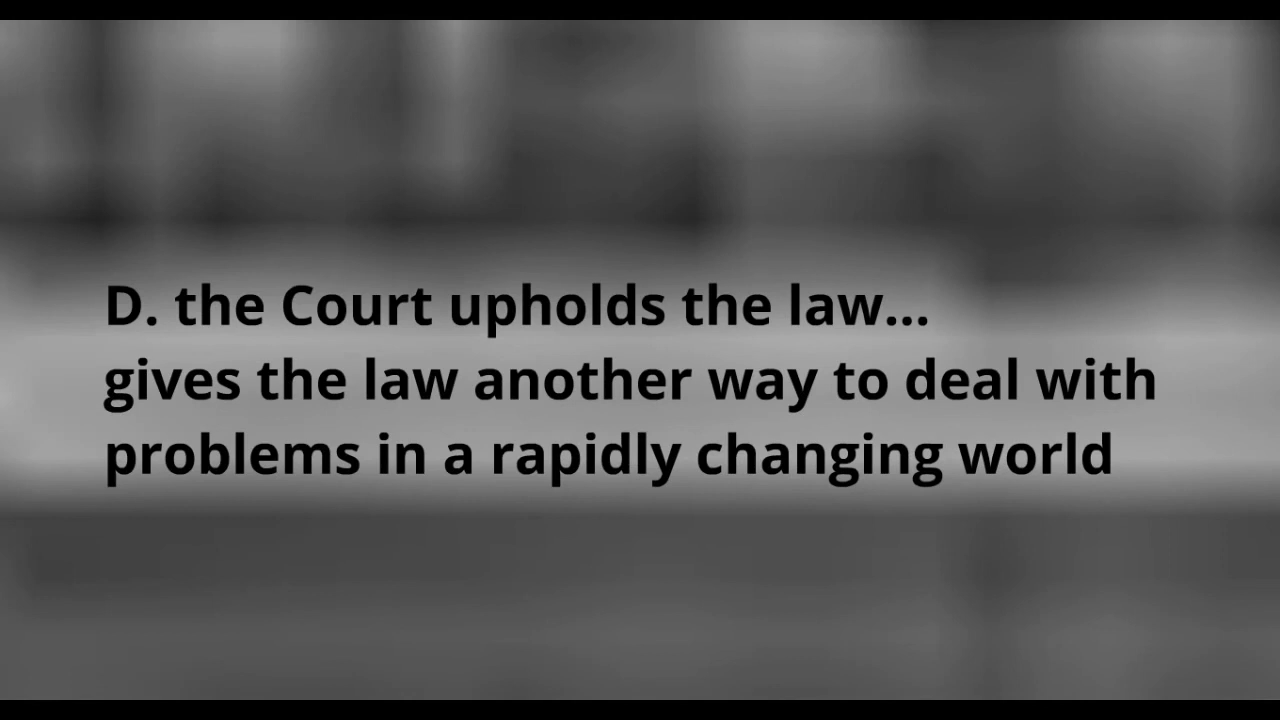 D. the Court upholds the law...
gives the law another way to deal with
problems in a rapidly changing world